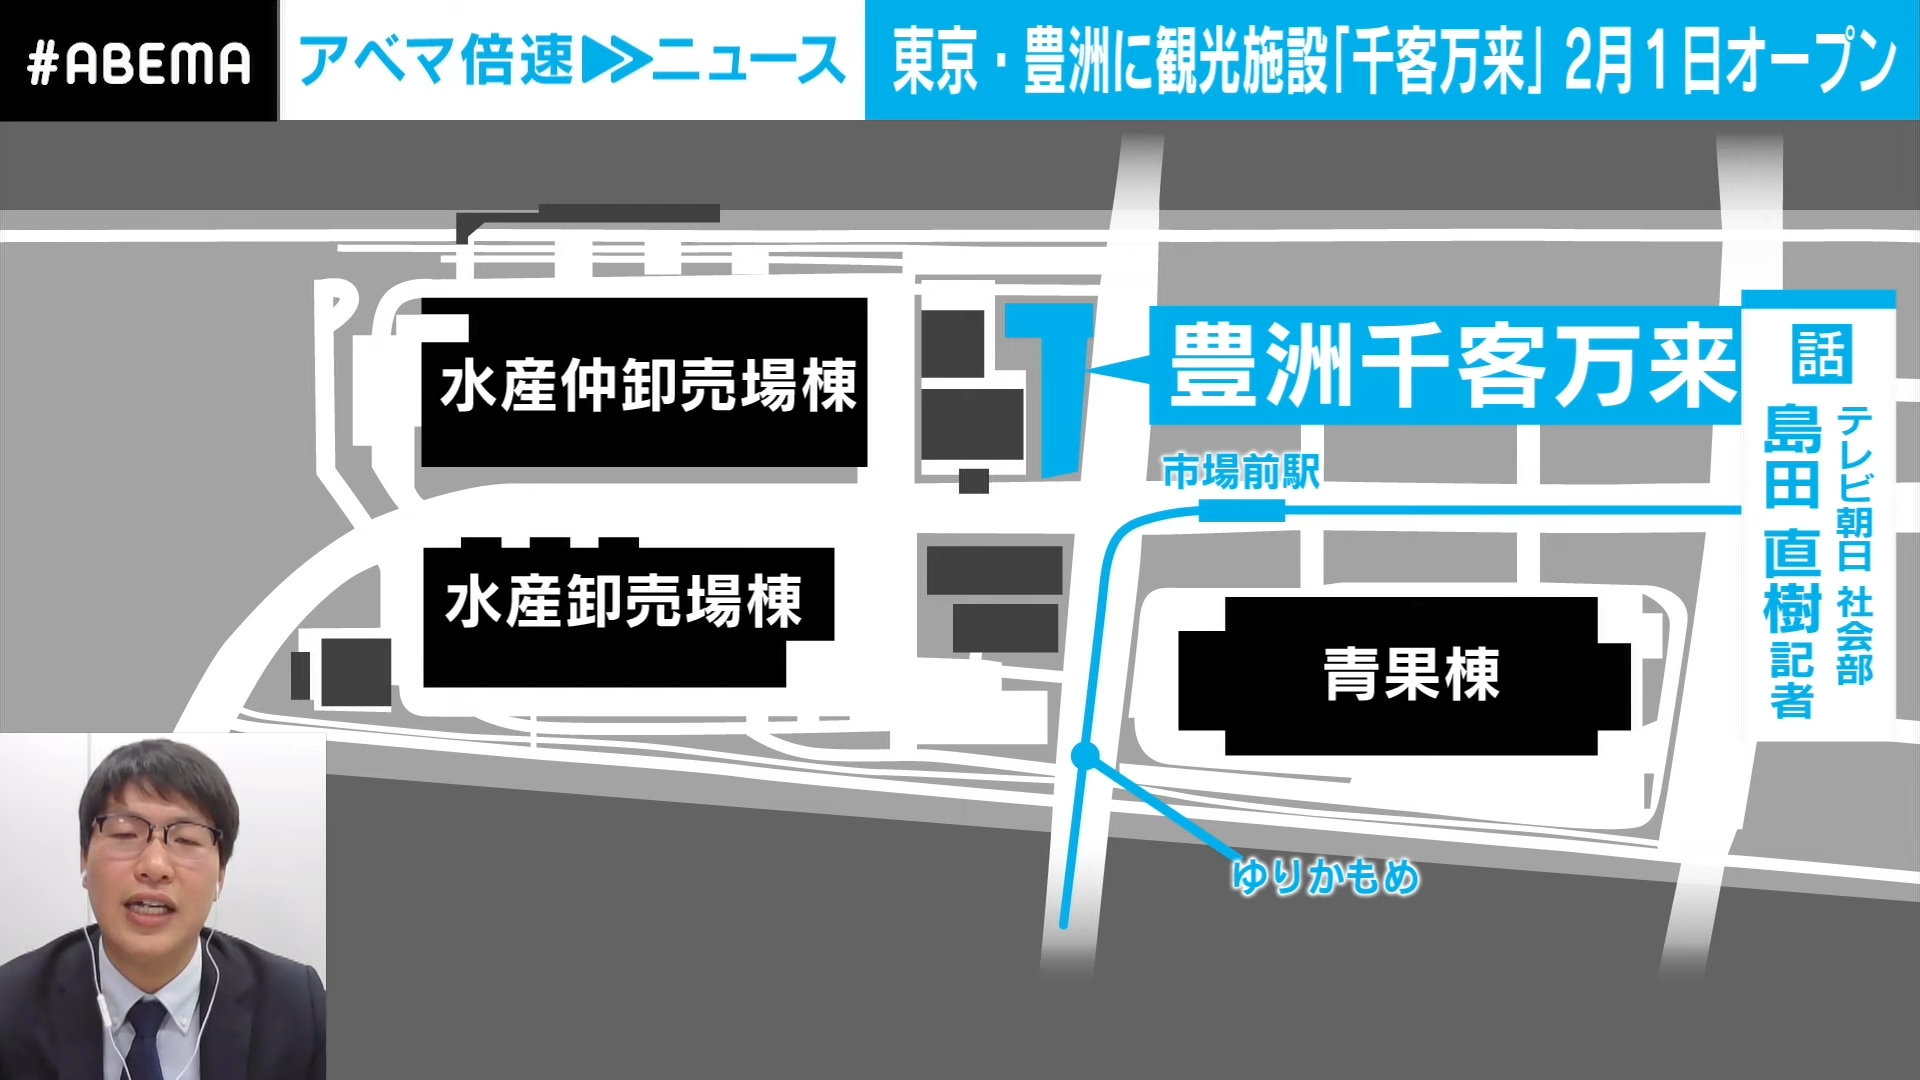 #ABEMA
アベマ倍速ニュース
東京・豊洲に観光施設「千客万来」 2月1日オープン
水産仲卸売場棟
豊洲千客万来
市場前駅
水産卸売場棟
青果棟
ゆりかもめ
話
テレビ朝日 社会部
島田 直樹 記者